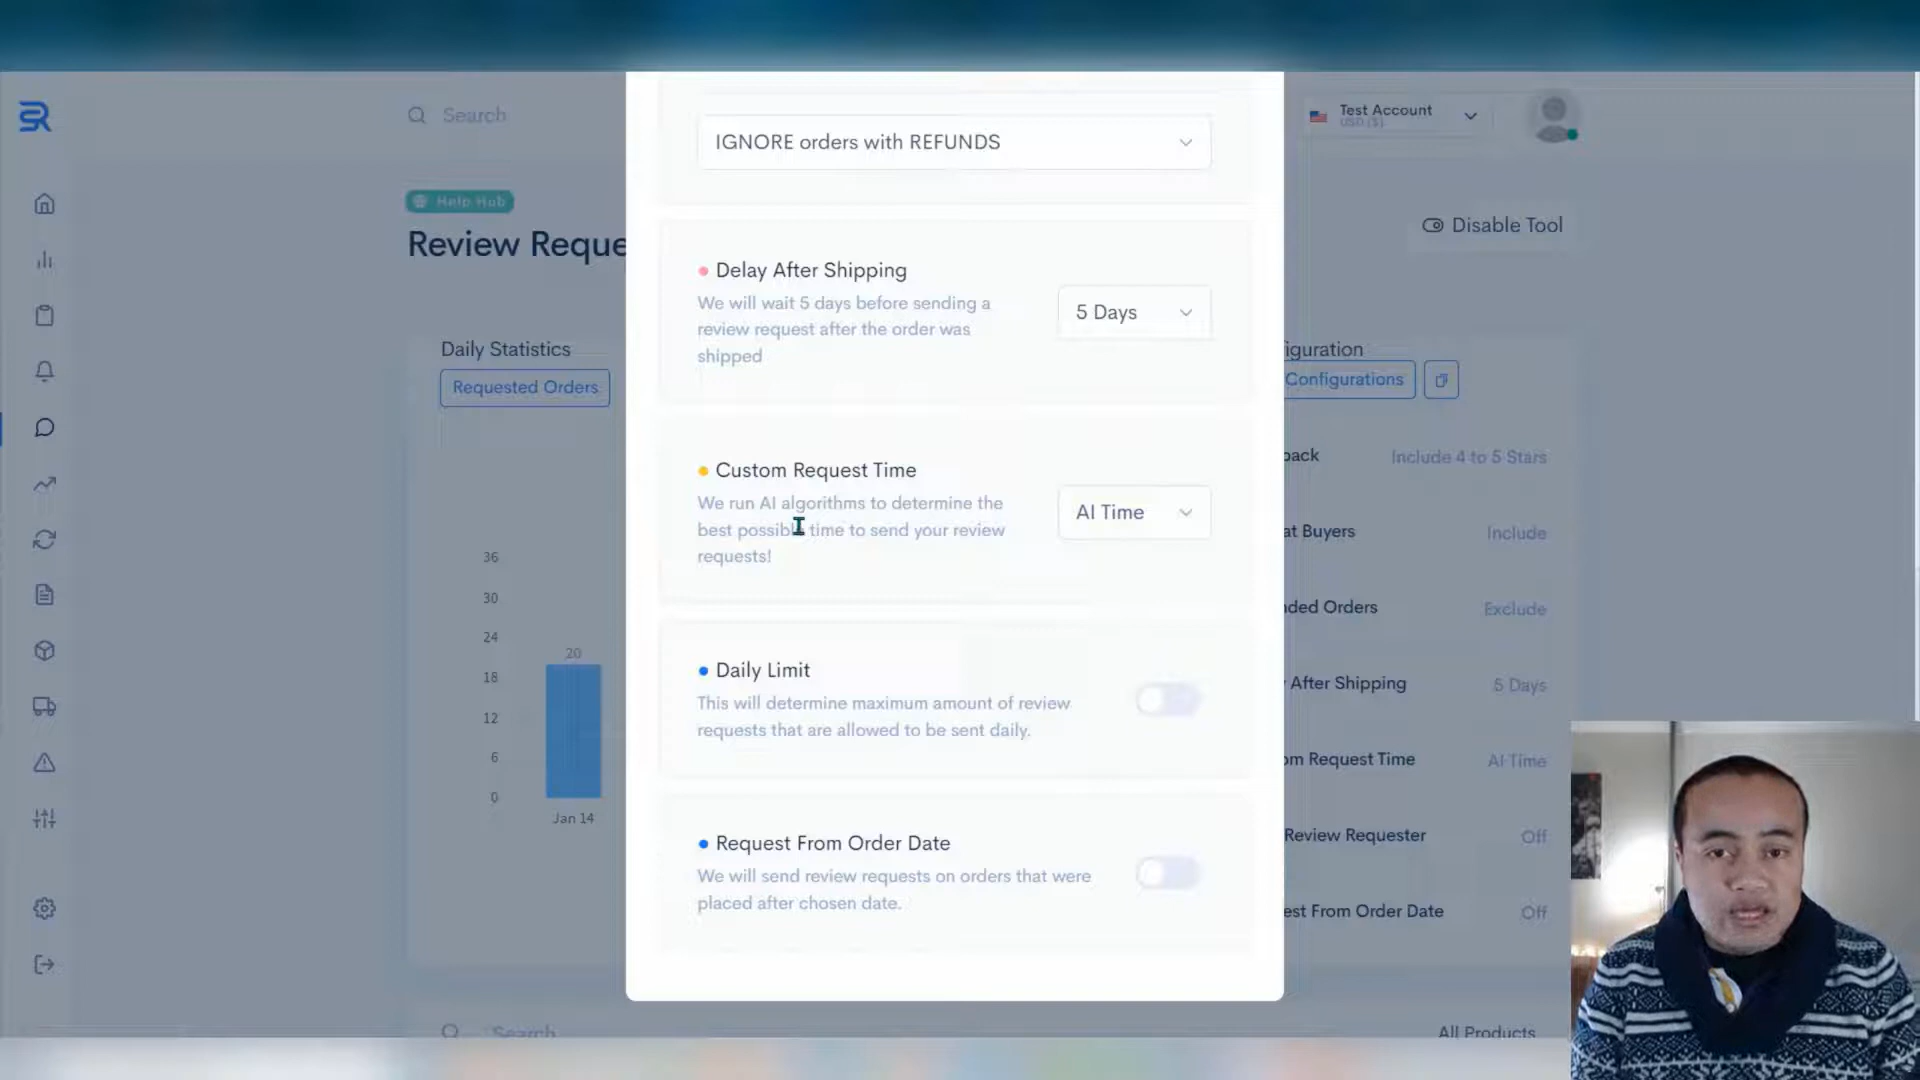 Search
Test Account
USD ($)
IGNORE orders with REFUNDS
Help Hub
Review Reque
Disable Tool
Delay After Shipping
We will wait 5 days before sending a
review request after the order was
shipped
5 Days
Daily Statistics
Requested Orders
iguration
Configurations
Custom Request Time
We run AI algorithms to determine the
best possible time to send your review
requests!
AI Time
back
Include 4 to 5 Stars
at Buyers
Include
nded Orders
Exclude
After Shipping
5 Days
om Request Time
AI Time
Review Requester
Off
est From Order Date
Off
36
30
24
20
18
12
6
0
Jan 14
Daily Limit
This will determine maximum amount of review
requests that are allowed to be sent daily.
Request From Order Date
We will send review requests on orders that were
placed after chosen date.
Search
All Products